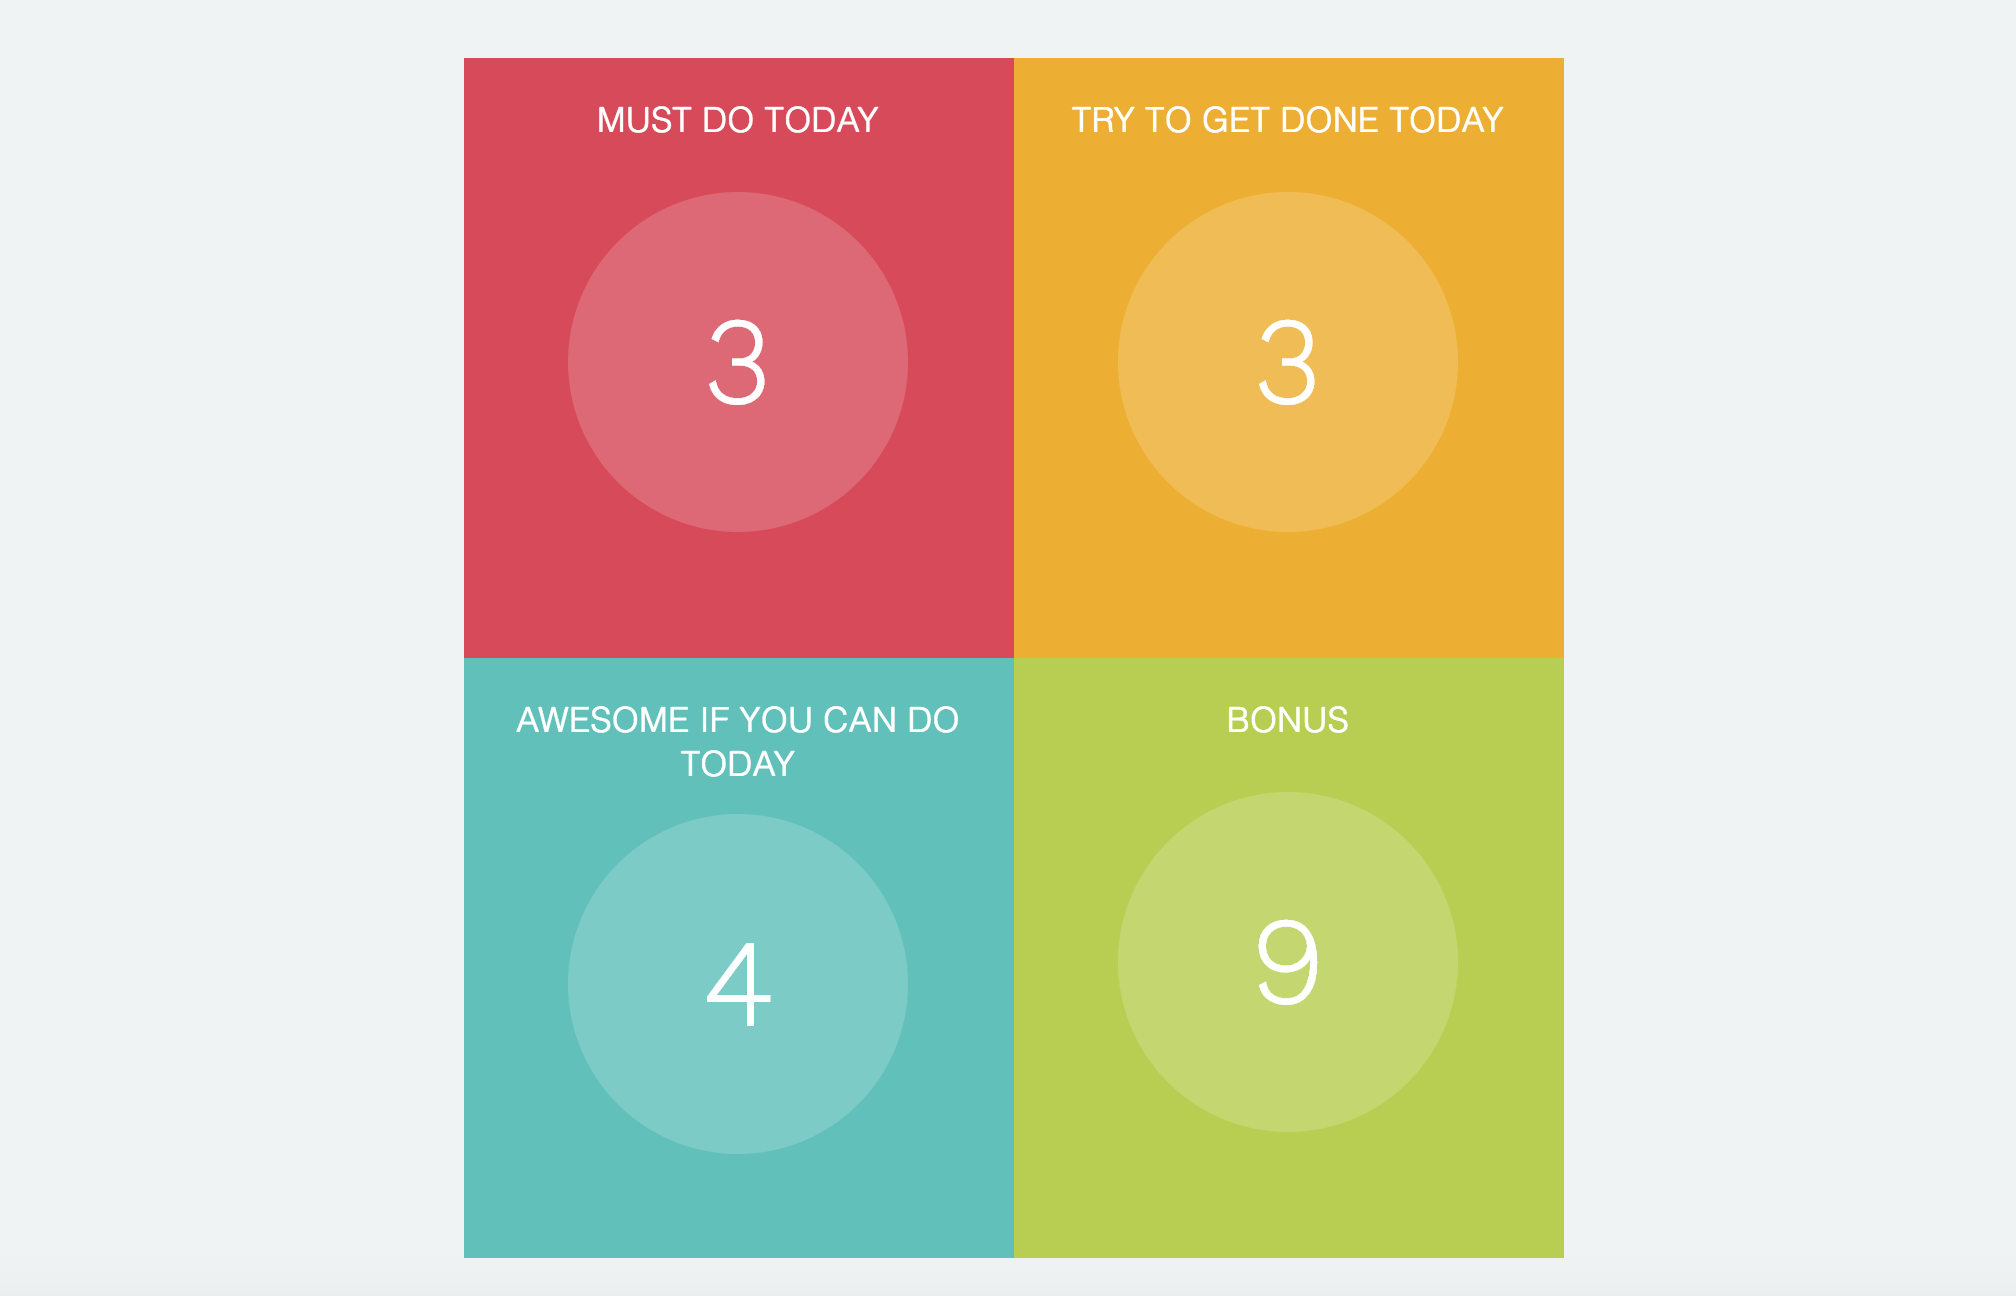 MUST DO TODAY
3
TRY TO GET DONE TODAY
3
AWESOME IF YOU CAN DO
TODAY
4
BONUS
9